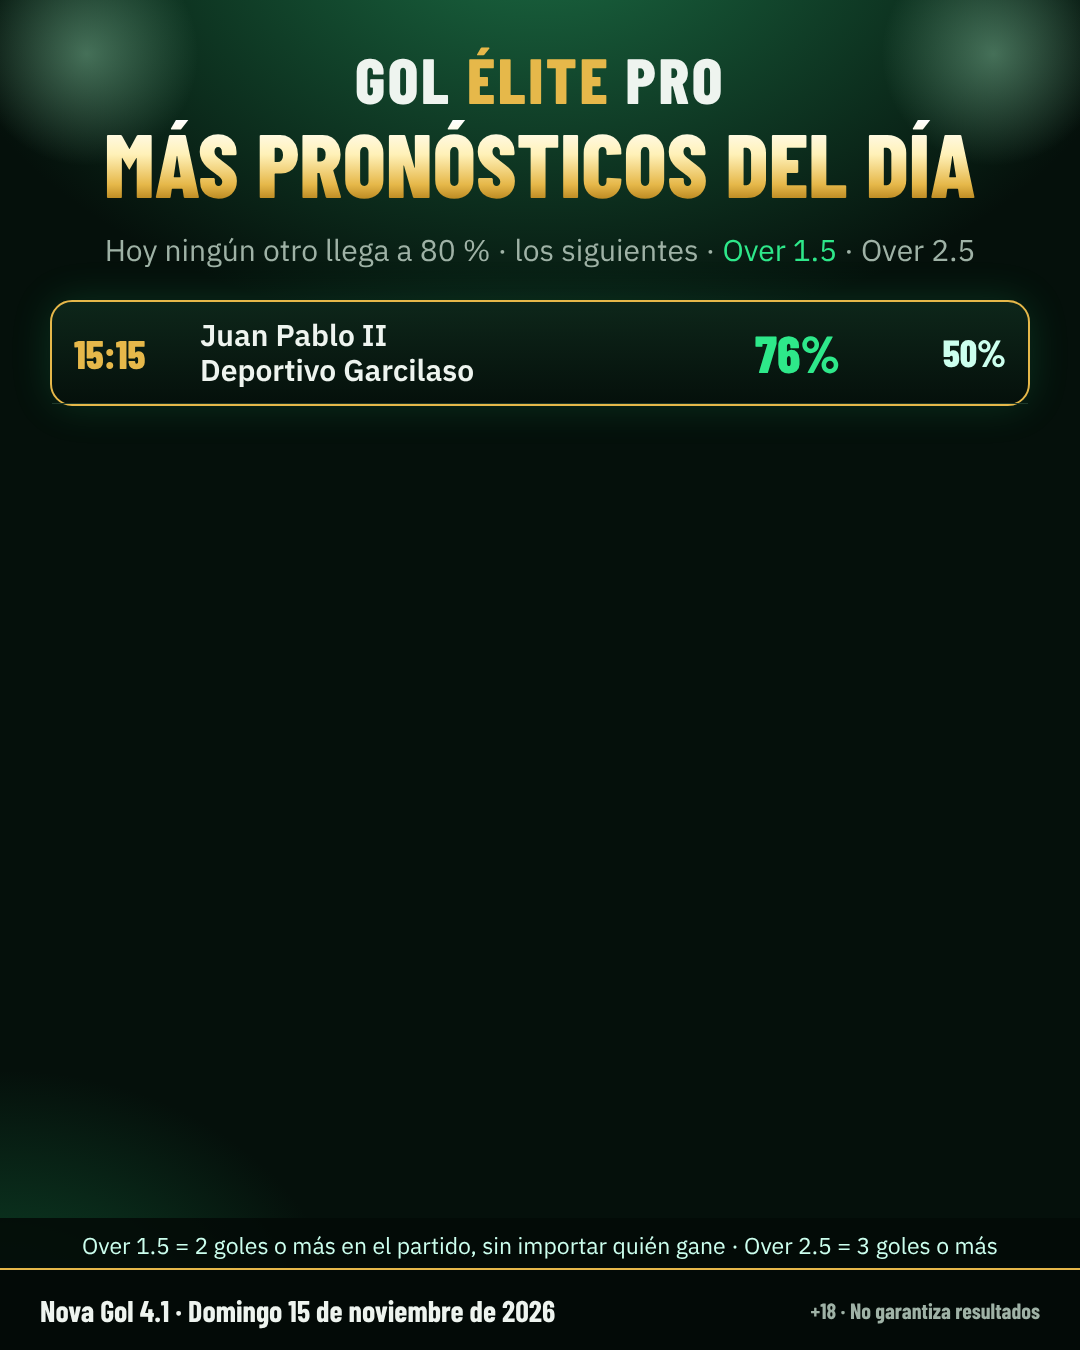 GOL ÉLITE PRO
MÁS PRONÓSTICOS DEL DÍA
Hoy ningún otro llega a 80 % · los siguientes · Over 1.5 · Over 2.5
15:15
Juan Pablo II
Deportivo Garcilaso
76%
50%
Over 1.5 = 2 goles o más en el partido, sin importar quién gane · Over 2.5 = 3 goles o más
Nova Gol 4.1 · Domingo 15 de noviembre de 2026
+18 · No garantiza resultados